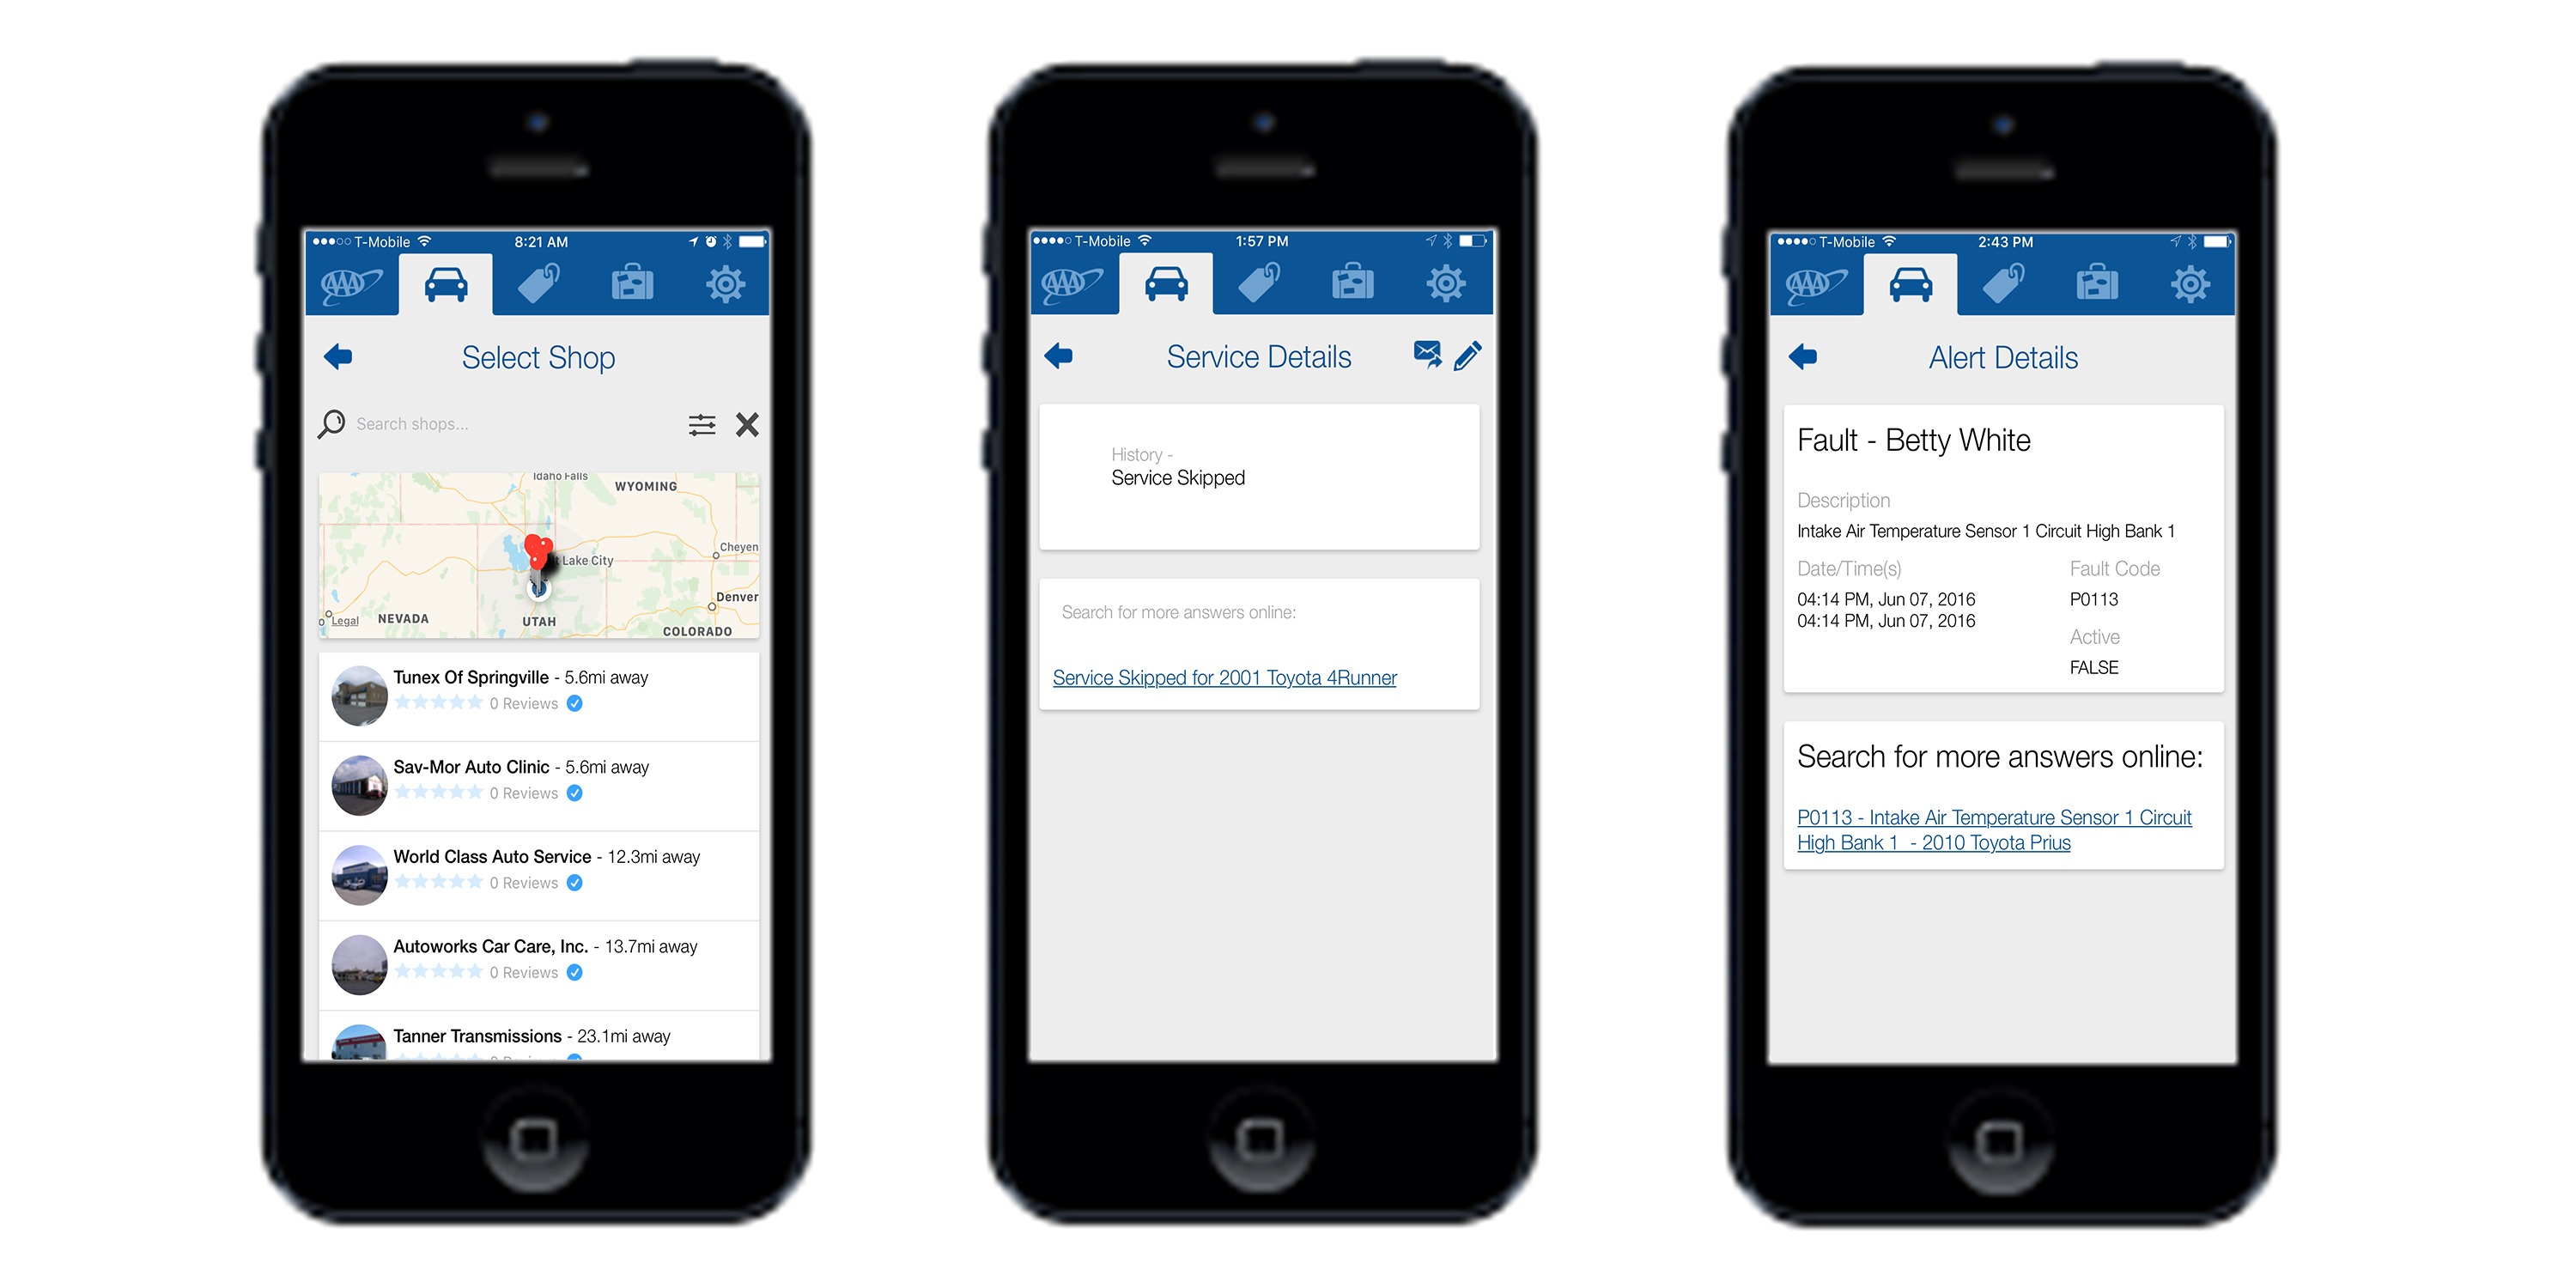 T-Mobile
8:21 AM
AAA
Select Shop
Search shops...
Idaho Falls
WYOMING
Cheyen
Lake City
Denver
Legal
NEVADA
UTAH
COLORADO
Tunex Of Springville - 5.6mi away
0 Reviews
Sav-Mor Auto Clinic - 5.6mi away
0 Reviews
World Class Auto Service - 12.3mi away
0 Reviews
Autoworks Car Care, Inc. - 13.7mi away
0 Reviews
Tanner Transmissions - 23.1mi away
T-Mobile
1:57 PM
AAA
Service Details
History -
Service Skipped
Search for more answers online:
Service Skipped for 2001 Toyota 4Runner
T-Mobile
2:43 PM
AAA
Alert Details
Fault - Betty White
Description
Intake Air Temperature Sensor 1 Circuit High Bank 1
Date/Time(s)
Fault Code
04:14 PM, Jun 07, 2016
P0113
04:14 PM, Jun 07, 2016
Active
FALSE
Search for more answers online:
P0113 - Intake Air Temperature Sensor 1 Circuit
High Bank 1 - 2010 Toyota Prius